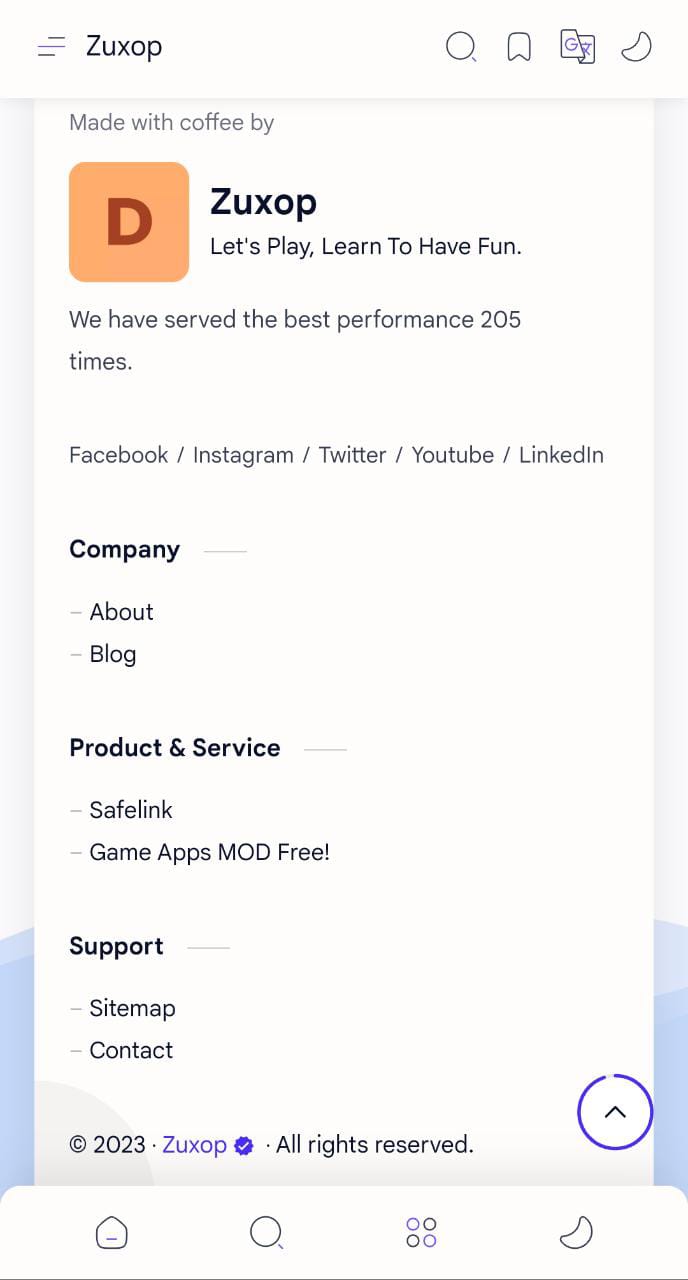 Zuxop
Made with coffee by
D
Zuxop
Let's Play, Learn To Have Fun.
We have served the best performance 205
times.
Facebook / Instagram / Twitter / Youtube / LinkedIn
Company
– About
– Blog
Product & Service
– Safelink
– Game Apps MOD Free!
Support
– Sitemap
– Contact
© 2023 · Zuxop · All rights reserved.